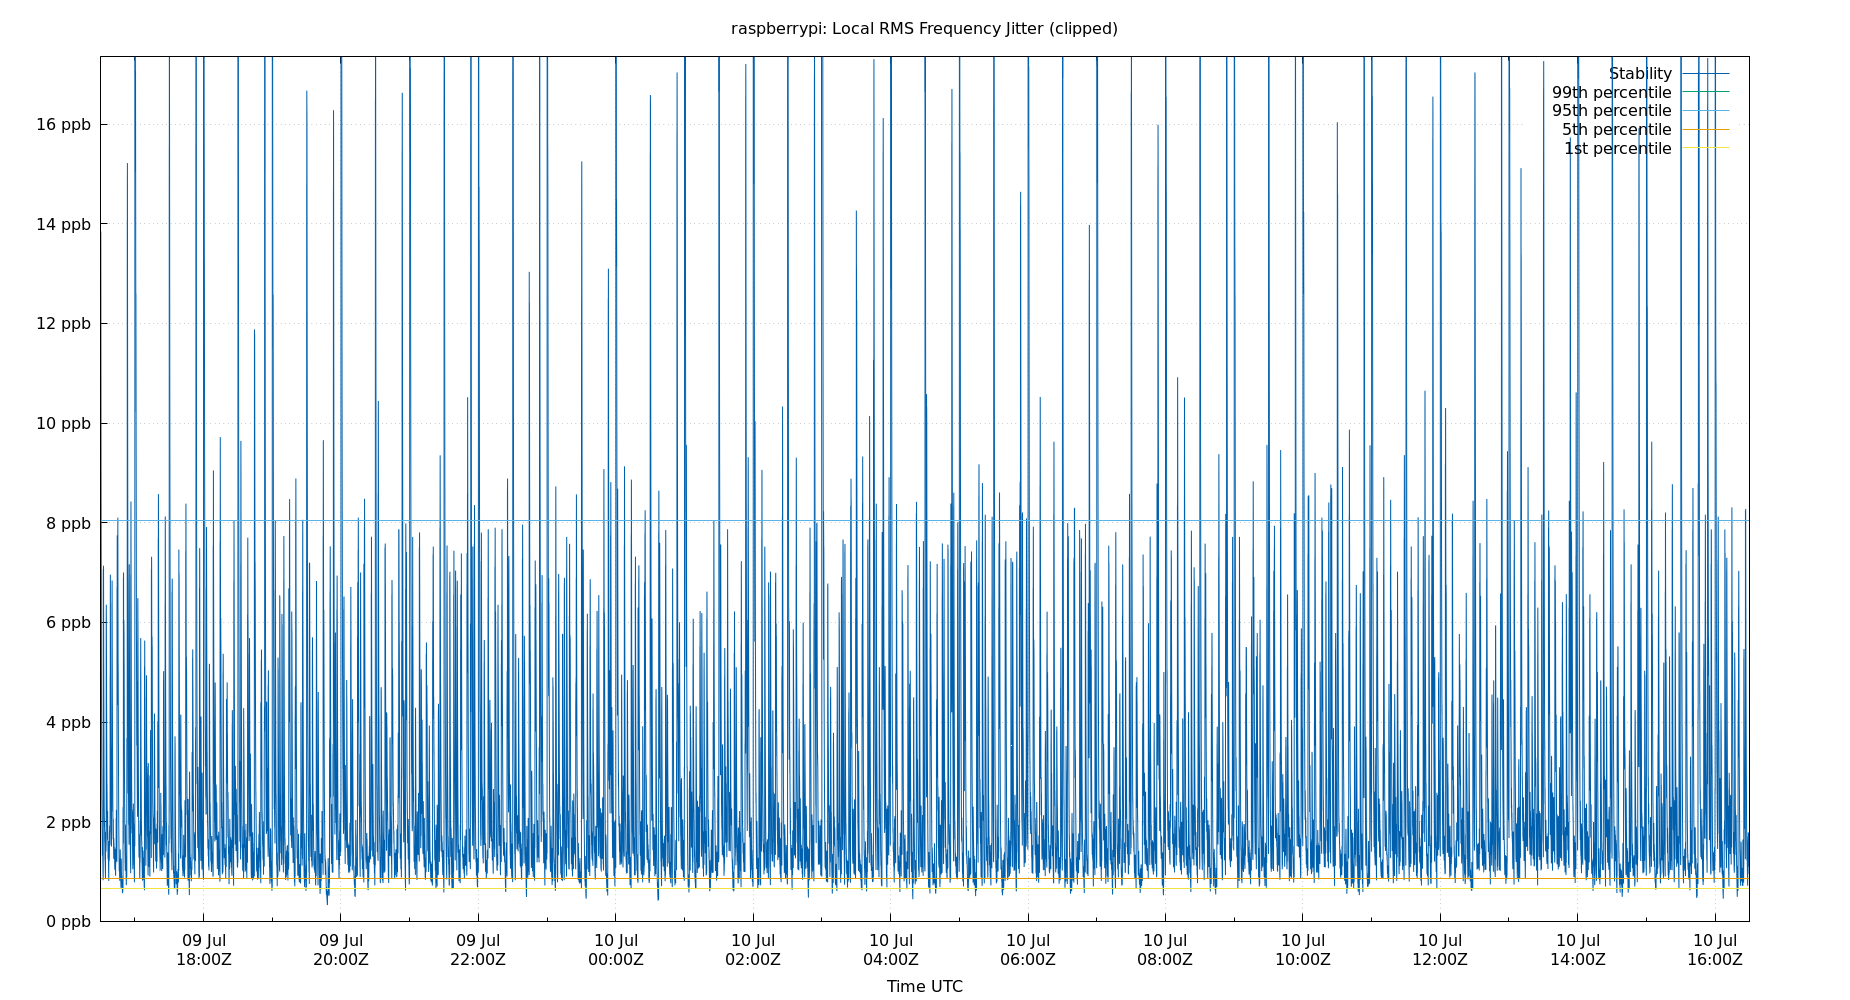 raspberrypi: Local RMS Frequency Jitter (clipped)
Stability
99th percentile
95th percentile
5th percentile
1st percentile
16 ppb
14 ppb
12 ppb
10 ppb
8 ppb
6 ppb
4 ppb
2 ppb
0 ppb
09 Jul 09 Jul 09 Jul 10 Jul 10 Jul 10 Jul 10 Jul 10 Jul 10 Jul 10 Jul 10 Jul 10 Jul
18:00Z 20:00Z 22:00Z 00:00Z 02:00Z 04:00Z 06:00Z 08:00Z 10:00Z 12:00Z 14:00Z 16:00Z
Time UTC